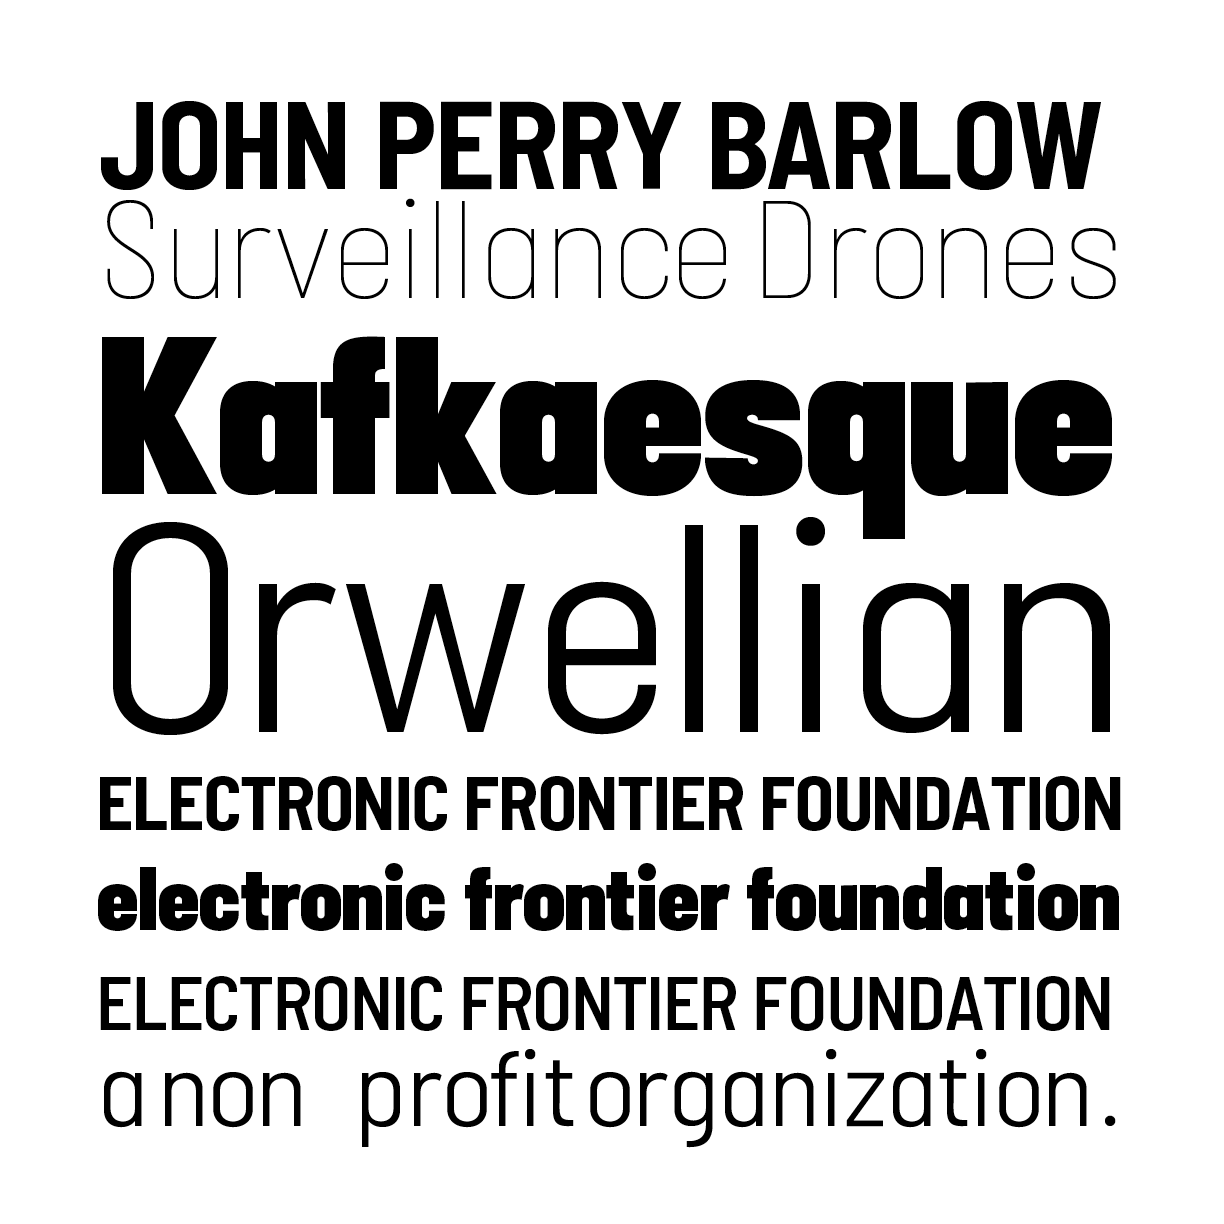 JOHN PERRY BARLOW
Surveillance Drones
Kafkaesque
Orwellian
ELECTRONIC FRONTIER FOUNDATION
electronic frontier foundation
ELECTRONIC FRONTIER FOUNDATION
a non profit organization.